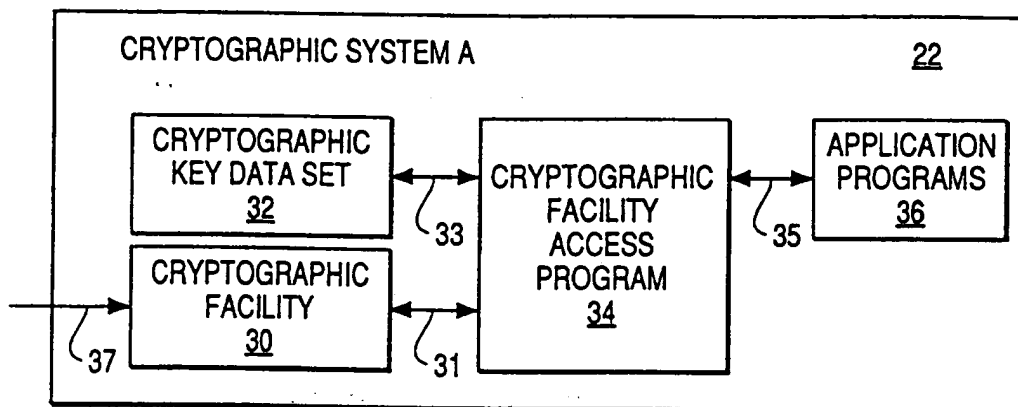 CRYPTOGRAPHIC SYSTEM A
22
CRYPTOGRAPHIC
KEY DATA SET
32
33
CRYPTOGRAPHIC
FACILITY
30
37
31
CRYPTOGRAPHIC
FACILITY
ACCESS
PROGRAM
34
35
APPLICATION
PROGRAMS
36